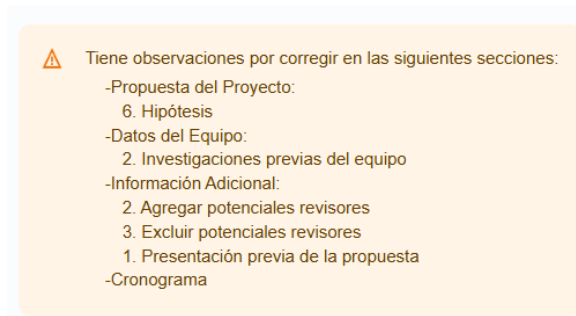 Tiene observaciones por corregir en las siguientes secciones:
-Propuesta del Proyecto:
6. Hipótesis
-Datos del Equipo:
2. Investigaciones previas del equipo
-Información Adicional:
2. Agregar potenciales revisores
3. Excluir potenciales revisores
1. Presentación previa de la propuesta
-Cronograma